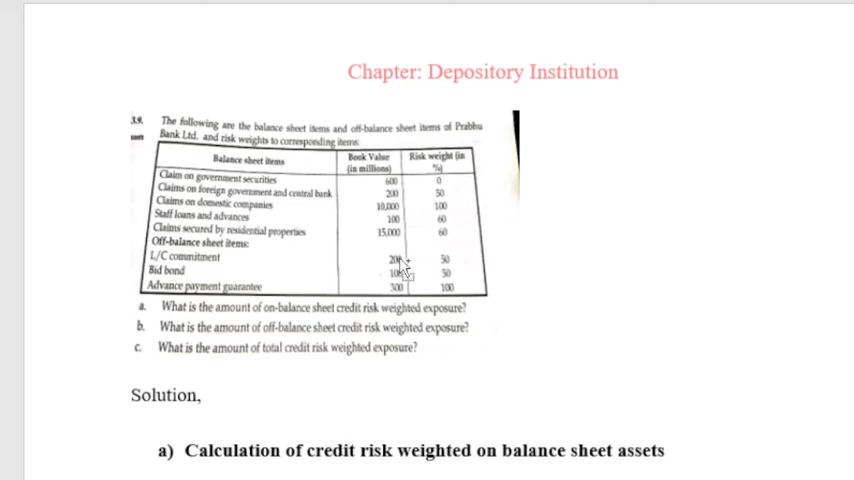 Chapter: Depository Institution
3.9. The following are the balance sheet items and off-balance sheet items of Prabhu
Bank Ltd. and risk weights to corresponding items:
Balance sheet items Book Value (in millions) Risk weight (in %)
Claim on government securities 600 0
Claims on foreign government and central bank 200 50
Claims on domestic companies 10,000 100
Staff loans and advances 100 60
Claims secured by residential properties 15,000 60
Off-balance sheet items:
L/C commitment 50
Bid bond 50
Advance payment guarantee 300 100
a. What is the amount of on-balance sheet credit risk weighted exposure?
b. What is the amount of off-balance sheet credit risk weighted exposure?
c. What is the amount of total credit risk weighted exposure?
Solution,
a) Calculation of credit risk weighted on balance sheet assets